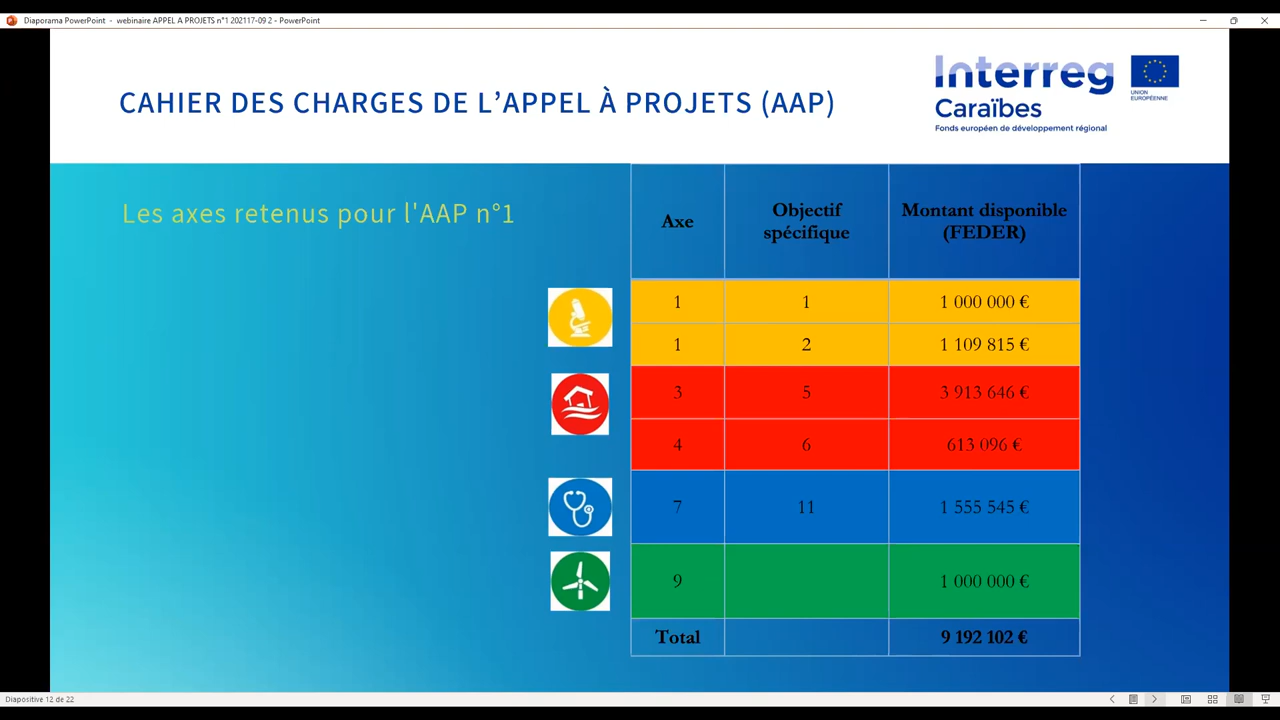 Diaporama PowerPoint - webinaire APPEL A PROJETS n°1 202117-09 2 - PowerPoint
CAHIER DES CHARGES DE L’APPEL À PROJETS (AAP)
Interreg
Caraïbes
UNION EUROPÉENNE
Fonds européen de développement régional
Les axes retenus pour l'AAP n°1
Axe Objectif spécifique Montant disponible (FEDER)
1 1 1 000 000 €
1 2 1 109 815 €
3 5 3 913 646 €
4 6 613 096 €
7 11 1 555 545 €
9 1 000 000 €
Total 9 192 102 €
Diapositive 12 de 22